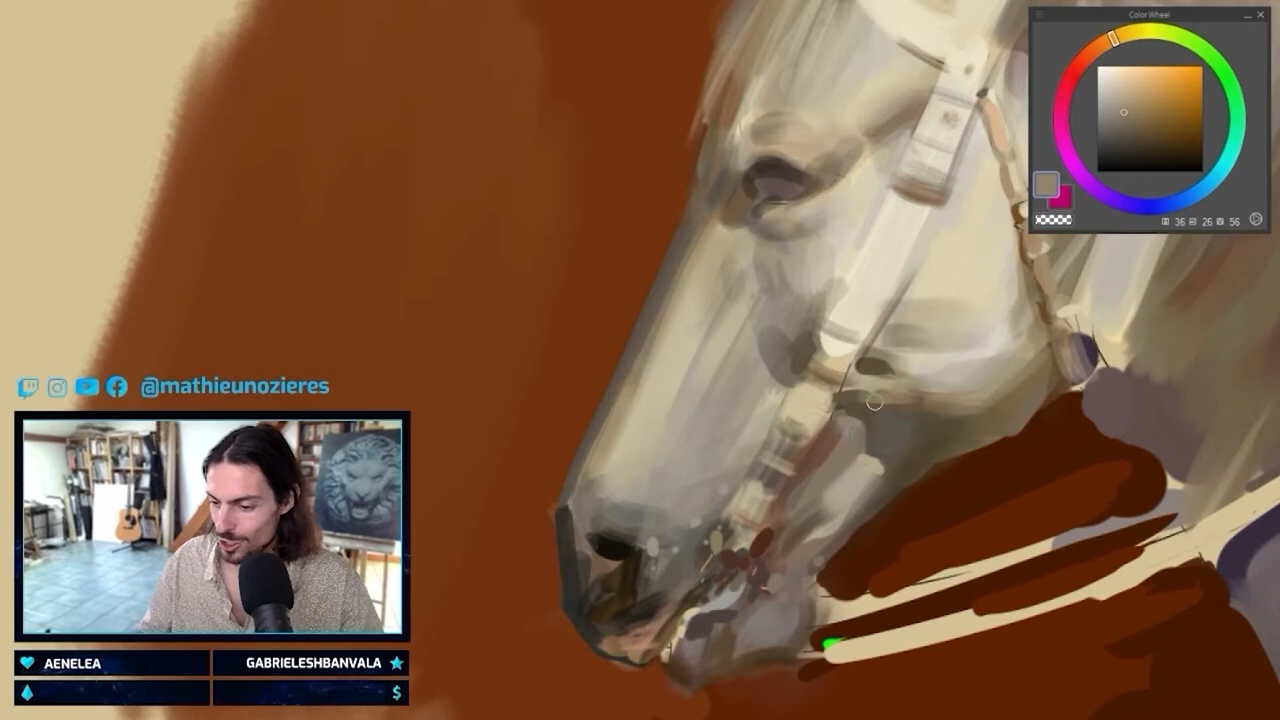 Color Wheel
36 26 56
@mathieunozieres
AENELEA
GABRIELESHBANVALA
$